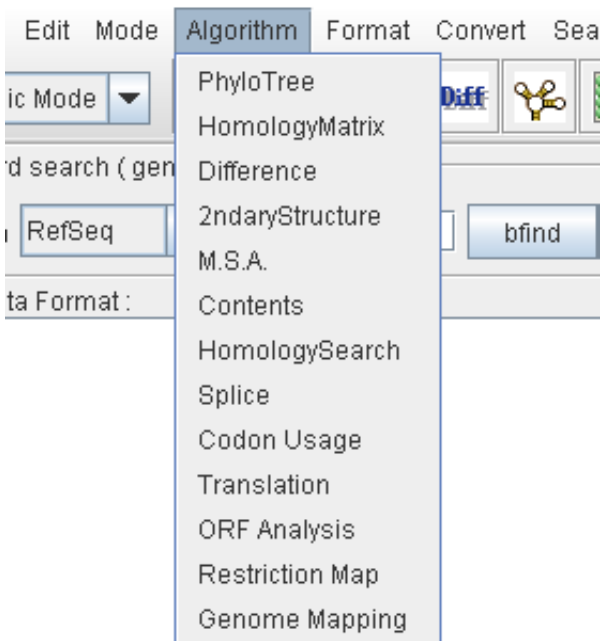 Edit Mode Algorithm Format Convert Sea
ic Mode
Diff
PhyloTree
HomologyMatrix
rd search ( gen
Difference
RefSeq
2ndaryStructure
bfind
M.S.A.
ta Format :
Contents
HomologySearch
Splice
Codon Usage
Translation
ORF Analysis
Restriction Map
Genome Mapping